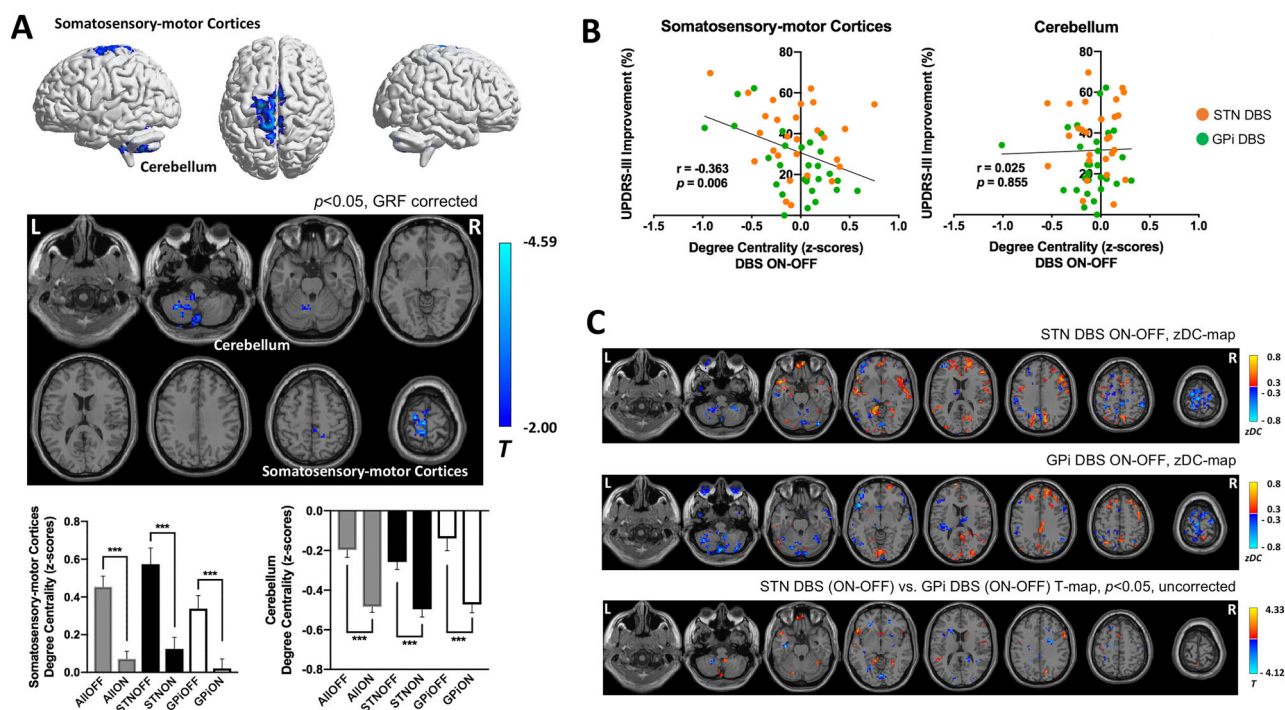 A
Somatosensory-motor Cortices
Cerebellum
p<0.05, GRF corrected
L
R
Cerebellum
Somatosensory-motor Cortices
-4.59
-2.00
T
Somatosensory-motor Cortices
Degree Centrality (z-scores)
0.8
0.6
0.4
0.2
0.0
***
***
***
AllOFF
AllON
STNOFF
STNON
GPiOFF
GPiON
Cerebellum
Degree Centrality (z-scores)
0.0
-0.2
-0.4
-0.6
-0.8
***
***
***
AllOFF
AllON
STNOFF
STNON
GPiOFF
GPiON
B
Somatosensory-motor Cortices
UPDRS-III Improvement (%)
80
60
40
20
r = -0.363
p = 0.006
-1.5
-1.0
-0.5
0.0
0.5
1.0
Degree Centrality (z-scores)
DBS ON-OFF
Cerebellum
UPDRS-III Improvement (%)
80
60
40
20
r = 0.025
p = 0.855
-1.5
-1.0
-0.5
0.0
0.5
1.0
Degree Centrality (z-scores)
DBS ON-OFF
STN DBS
GPi DBS
C
STN DBS ON-OFF, zDC-map
L
R
0.8
0.3
- 0.3
- 0.8
zDC
GPi DBS ON-OFF, zDC-map
L
R
0.8
0.3
- 0.3
- 0.8
zDC
STN DBS (ON-OFF) vs. GPi DBS (ON-OFF) T-map, p<0.05, uncorrected
L
R
4.33
- 4.12
T